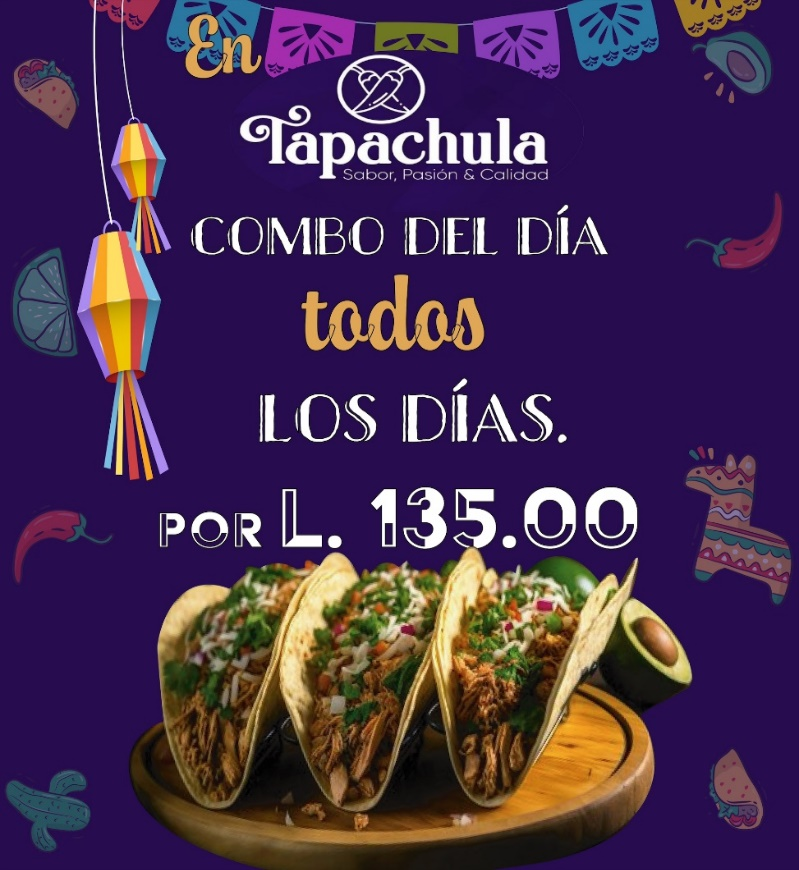 En
Tapachula
Sabor, Pasión & Calidad
COMBO DEL DÍA
todos
LOS DÍAS.
POR L. 135.00